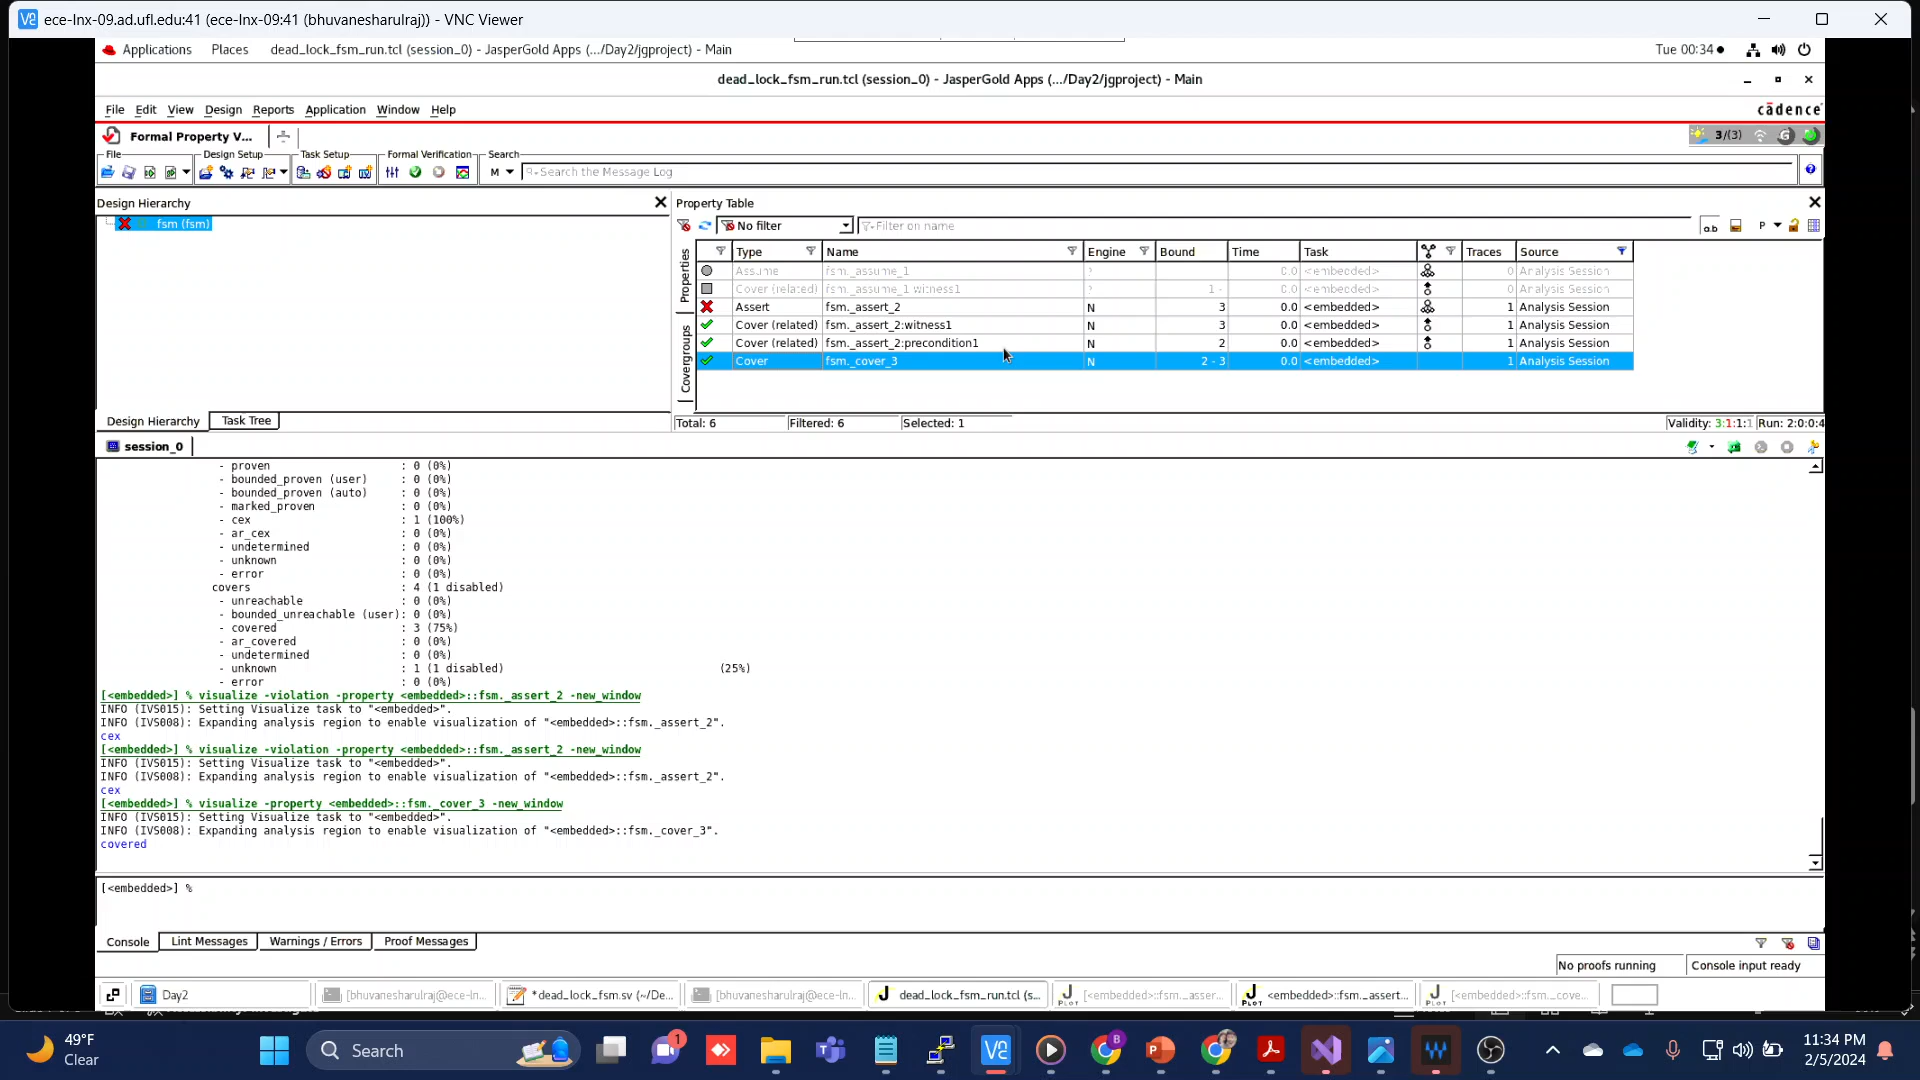 ece-lnx-09.ad.ufl.edu:41 (ece-lnx-09:41 (bhuvanesharulraj)) - VNC Viewer
Applications Places dead_lock_fsm_run.tcl (session_0) - JasperGold Apps (.../Day2/jgproject) - Main Tue 00:34
dead_lock_fsm_run.tcl (session_0) - JasperGold Apps (.../Day2/jgproject) - Main
File Edit View Design Reports Application Window Help cādence
Formal Property V... 3/(3)
File Design Setup Task Setup Formal Verification Search
M Search the Message Log
Design Hierarchy Property Table
fsm (fsm) No filter Filter on name a.b P
Properties
Covergroups
Type Name Engine Bound Time Task Traces Source
Assume fsm._assume_1 ? 0.0 <embedded> 0 Analysis Session
Cover (related) fsm._assume_1:witness1 ? 1 - 0.0 <embedded> 0 Analysis Session
Assert fsm._assert_2 N 3 0.0 <embedded> 1 Analysis Session
Cover (related) fsm._assert_2:witness1 N 3 0.0 <embedded> 1 Analysis Session
Cover (related) fsm._assert_2:precondition1 N 2 0.0 <embedded> 1 Analysis Session
Cover fsm._cover_3 N 2 - 3 0.0 <embedded> 1 Analysis Session
Design Hierarchy Task Tree Total: 6 Filtered: 6 Selected: 1 Validity: 3:1:1:1 Run: 2:0:0:4
session_0
- proven : 0 (0%)
- bounded_proven (user) : 0 (0%)
- bounded_proven (auto) : 0 (0%)
- marked_proven : 0 (0%)
- cex : 1 (100%)
- ar_cex : 0 (0%)
- undetermined : 0 (0%)
- unknown : 0 (0%)
- error : 0 (0%)
covers : 4 (1 disabled)
- unreachable : 0 (0%)
- bounded_unreachable (user): 0 (0%)
- covered : 3 (75%)
- ar_covered : 0 (0%)
- undetermined : 0 (0%)
- unknown : 1 (1 disabled) (25%)
- error : 0 (0%)
[<embedded>] % visualize -violation -property <embedded>::fsm._assert_2 -new_window
INFO (IVS015): Setting Visualize task to "<embedded>".
INFO (IVS008): Expanding analysis region to enable visualization of "<embedded>::fsm._assert_2".
cex
[<embedded>] % visualize -violation -property <embedded>::fsm._assert_2 -new_window
INFO (IVS015): Setting Visualize task to "<embedded>".
INFO (IVS008): Expanding analysis region to enable visualization of "<embedded>::fsm._assert_2".
cex
[<embedded>] % visualize -property <embedded>::fsm._cover_3 -new_window
INFO (IVS015): Setting Visualize task to "<embedded>".
INFO (IVS008): Expanding analysis region to enable visualization of "<embedded>::fsm._cover_3".
covered
[<embedded>] %
Console Lint Messages Warnings / Errors Proof Messages
No proofs running Console input ready
Day2 [bhuvanesharulraj@ece-ln... *dead_lock_fsm.sv (~/De... [bhuvanesharulraj@ece-ln... dead_lock_fsm_run.tcl (s... [<embedded>::fsm._asser... <embedded>::fsm._assert... [<embedded>::fsm._cove...
49°F
Clear
Search
11:34 PM
2/5/2024